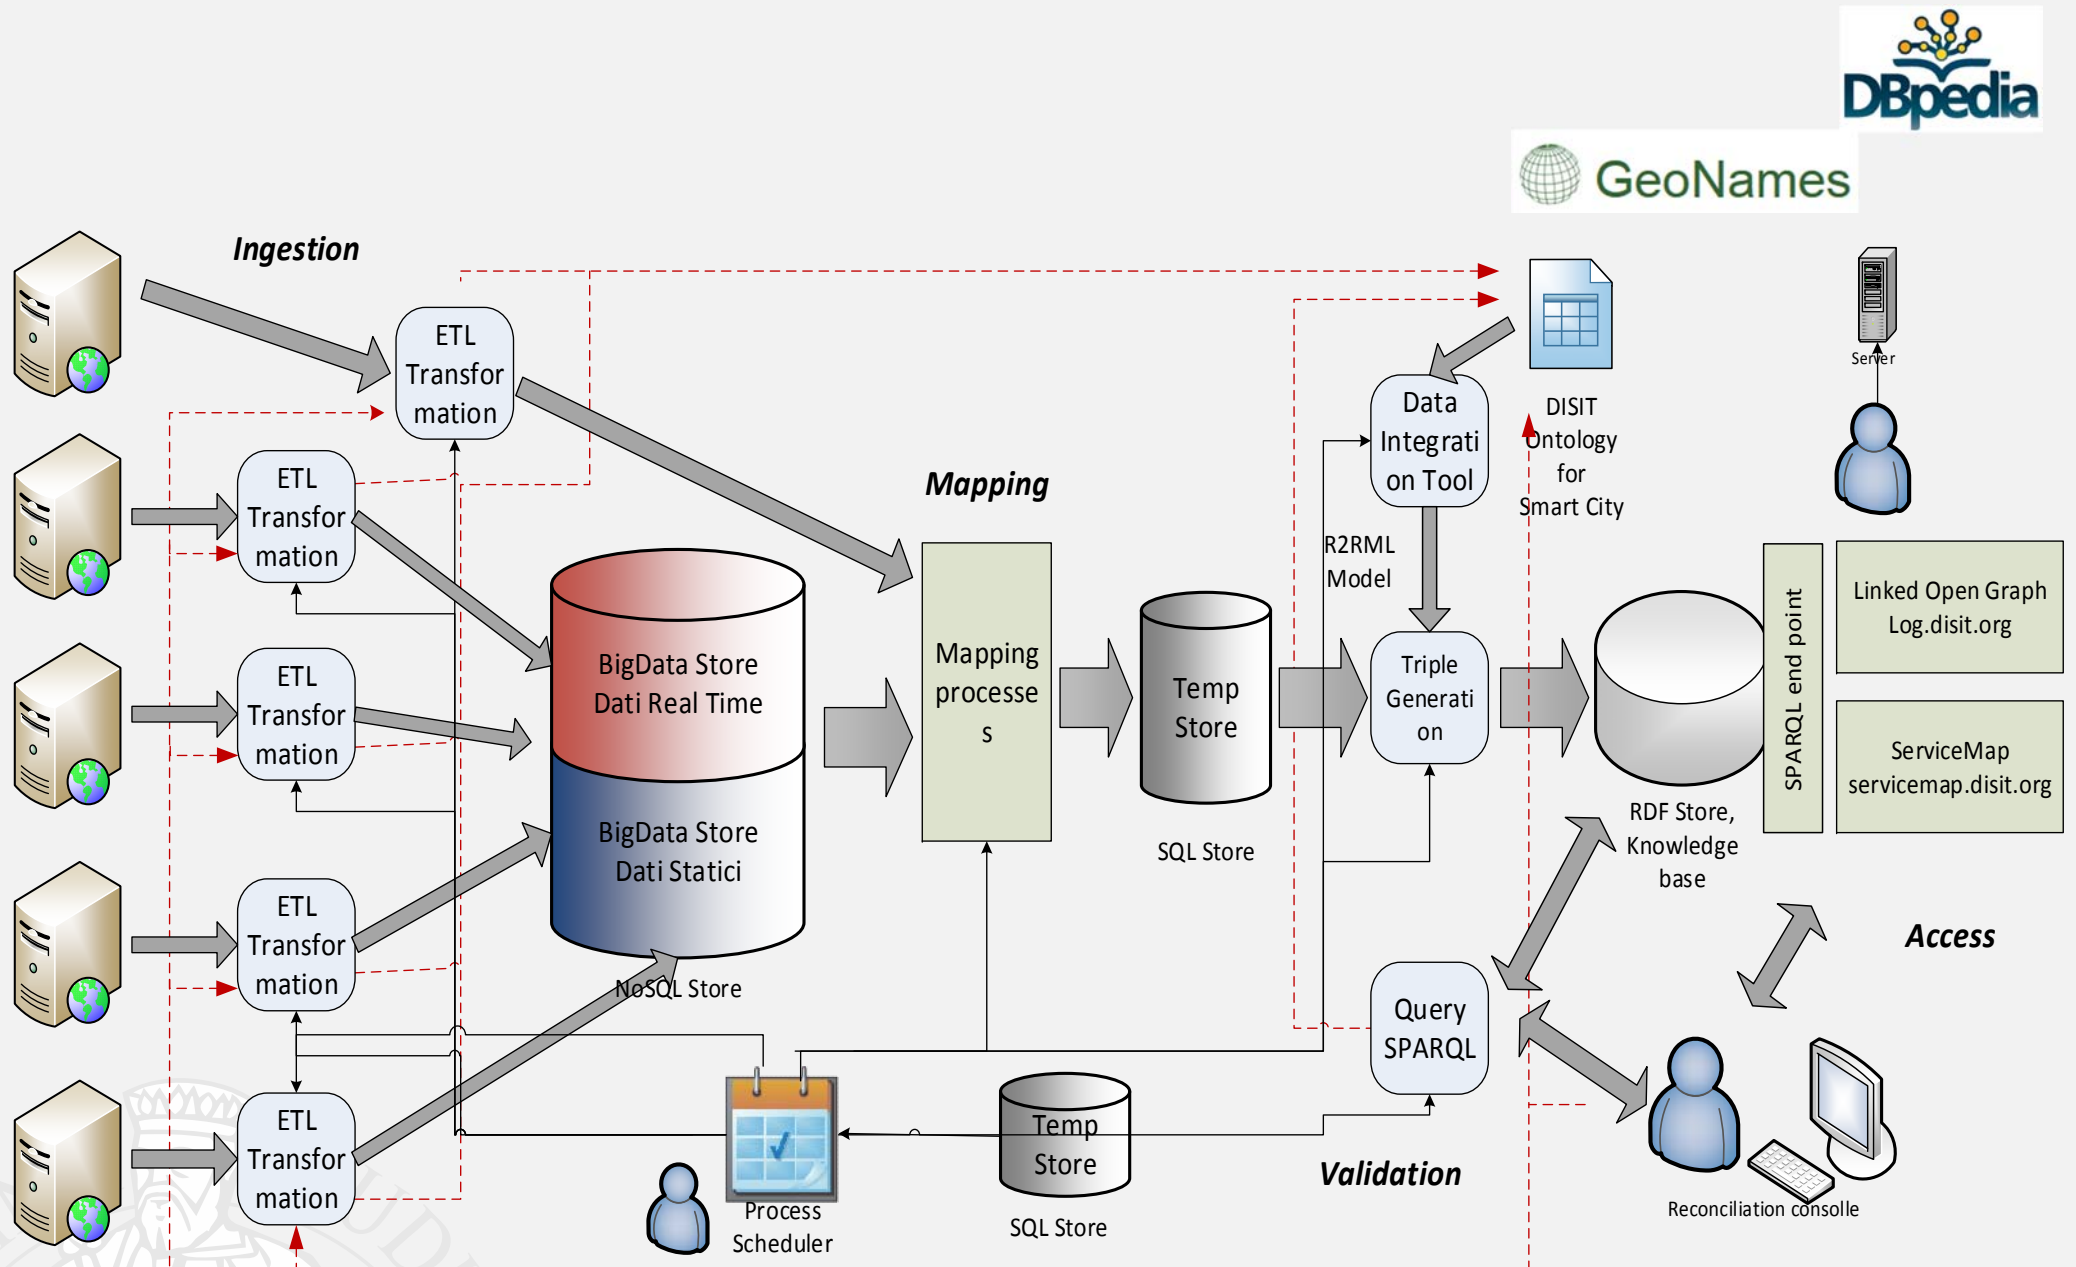 DBpedia
GeoNames
Ingestion
ETL
Transfor
mation
ETL
Transfor
mation
ETL
Transfor
mation
ETL
Transfor
mation
ETL
Transfor
mation
BigData Store
Dati Real Time
BigData Store
Dati Statici
NoSQL Store
Mapping
Mapping
processe
s
Temp
Store
SQL Store
Data
Integrati
on Tool
R2RML
Model
Triple
Generati
on
DISIT
Ontology
for
Smart City
Server
RDF Store,
Knowledge
base
SPARQL end point
Linked Open Graph
Log.disit.org
ServiceMap
servicemap.disit.org
Access
Query
SPARQL
Validation
Reconciliation consolle
Process
Scheduler
Temp
Store
SQL Store